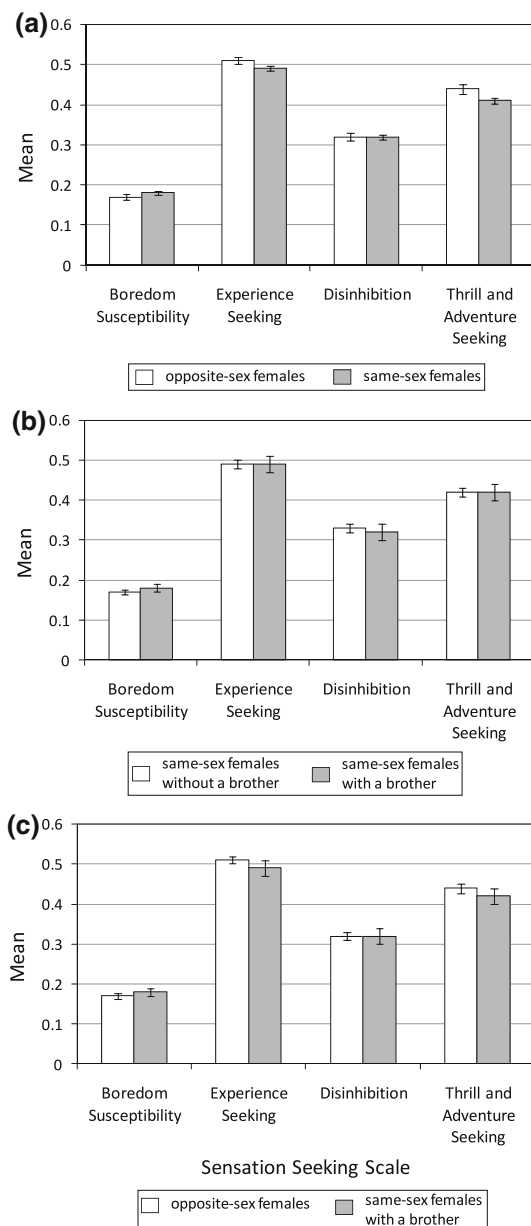 (a)
0.6
0.5
0.4
0.3
0.2
0.1
0
Mean
Boredom Susceptibility
Experience Seeking
Disinhibition
Thrill and Adventure Seeking
opposite-sex females
same-sex females
(b)
0.6
0.5
0.4
0.3
0.2
0.1
0
Mean
Boredom Susceptibility
Experience Seeking
Disinhibition
Thrill and Adventure Seeking
same-sex females without a brother
same-sex females with a brother
(c)
0.6
0.5
0.4
0.3
0.2
0.1
0
Mean
Boredom Susceptibility
Experience Seeking
Disinhibition
Thrill and Adventure Seeking
Sensation Seeking Scale
opposite-sex females
same-sex females with a brother